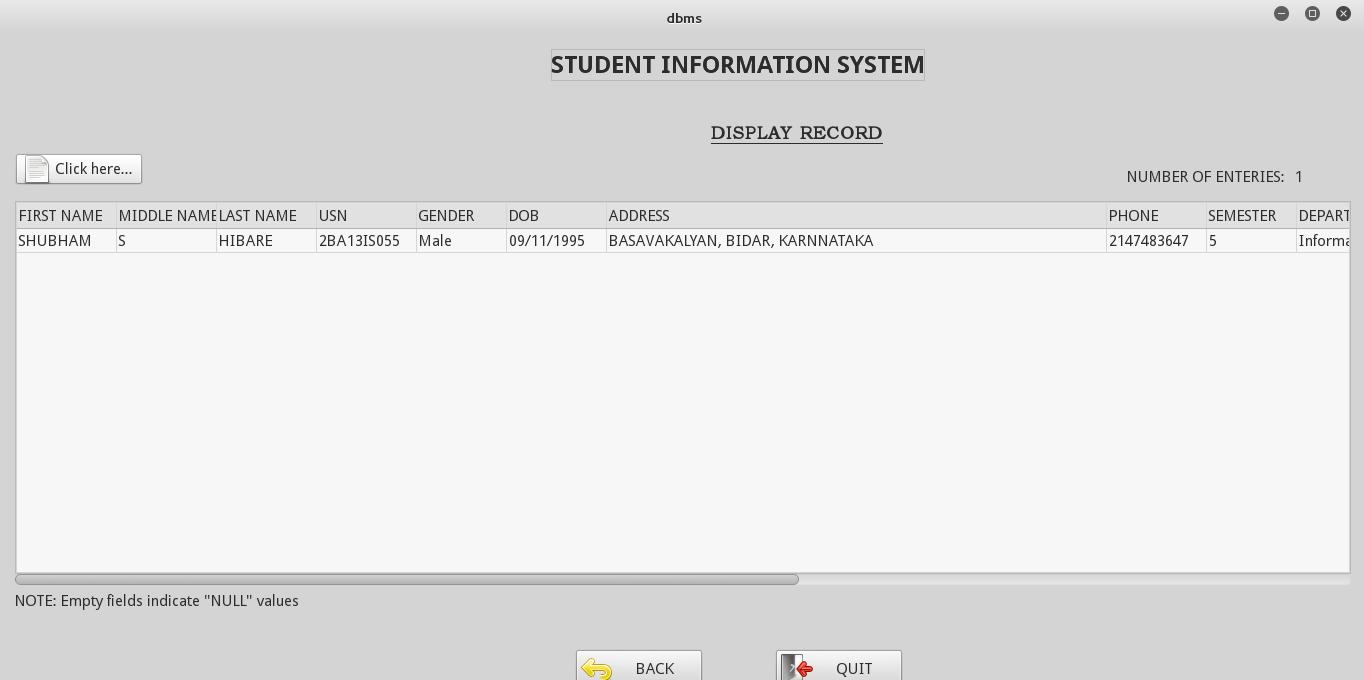 dbms
STUDENT INFORMATION SYSTEM
DISPLAY RECORD
Click here...
NUMBER OF ENTERIES: 1
FIRST NAME MIDDLE NAME LAST NAME USN GENDER DOB ADDRESS PHONE SEMESTER DEPART
SHUBHAM S HIBARE 2BA13IS055 Male 09/11/1995 BASAVAKALYAN, BIDAR, KARNNATAKA 2147483647 5 Informa
NOTE: Empty fields indicate "NULL" values
BACK QUIT